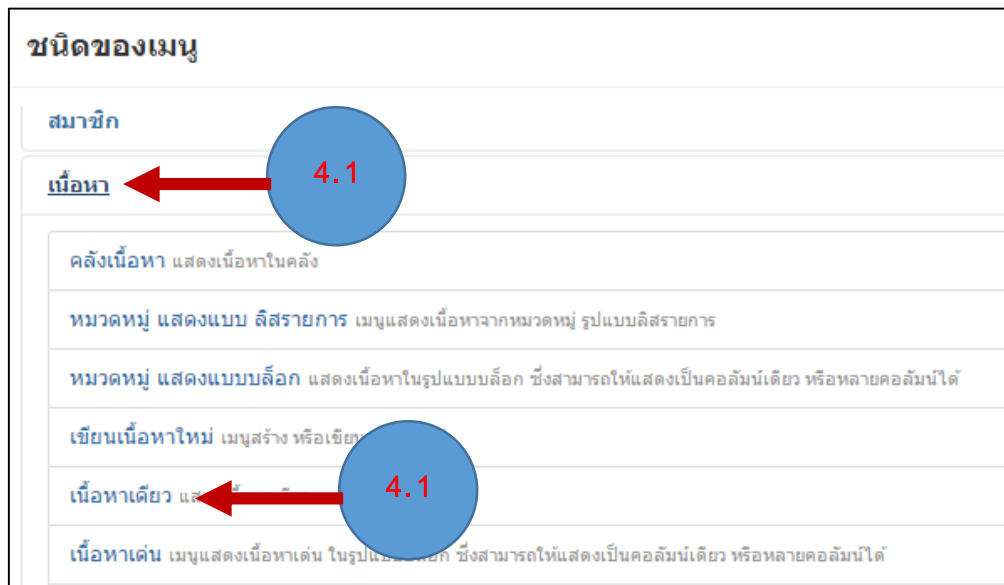 ชนิดของเมนู
สมาชิก
เนื้อหา 4.1
คลังเนื้อหา แสดงเนื้อหาในคลัง
หมวดหมู่ แสดงแบบ ลิสรายการ เมนูแสดงเนื้อหาจากหมวดหมู่ รูปแบบลิสรายการ
หมวดหมู่ แสดงแบบบล็อก แสดงเนื้อหาในรูปแบบบล็อก ซึ่งสามารถให้แสดงเป็นคอลัมน์เดียว หรือหลายคอลัมน์ได้
เขียนเนื้อหาใหม่ เมนูสร้าง หรือเขียน
เนื้อหาเดียว 4.1
เนื้อหาเด่น เมนูแสดงเนื้อหาเด่น ซึ่งสามารถให้แสดงเป็นคอลัมน์เดียว หรือหลายคอลัมน์ได้